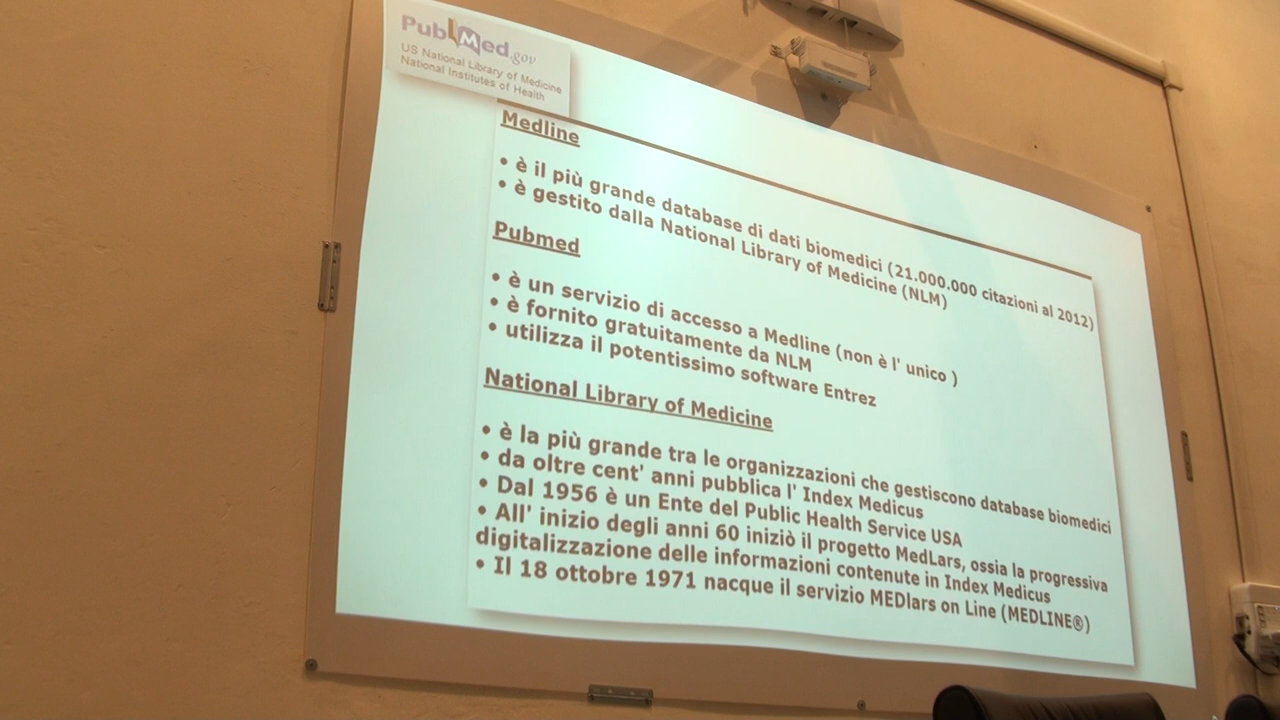 PubMed.gov
US National Library of Medicine
National Institutes of Health
Medline
• è il più grande database di dati biomedici (21.000.000 citazioni al 2012)
• è gestito dalla National Library of Medicine (NLM)
Pubmed
• è un servizio di accesso a Medline (non è l' unico )
• è fornito gratuitamente da NLM
• utilizza il potentissimo software Entrez
National Library of Medicine
• è la più grande tra le organizzazioni che gestiscono database biomedici
• da oltre cent' anni pubblica l' Index Medicus
• Dal 1956 è un Ente del Public Health Service USA
• All' inizio degli anni 60 iniziò il progetto MedLars, ossia la progressiva
digitalizzazione delle informazioni contenute in Index Medicus
• Il 18 ottobre 1971 nacque il servizio MEDlars on Line (MEDLINE®)